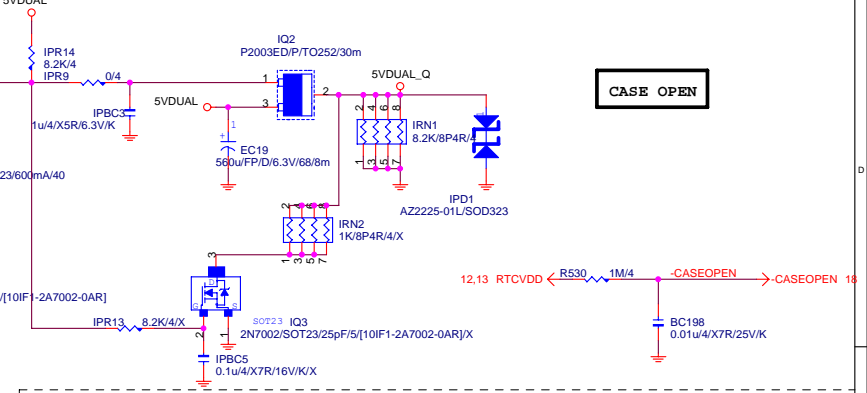 5VDUAL
IPR14
8.2K/4
IPR9
0/4
IPBC3
1u/4/X5R/6.3V/K
IQ2
P2003ED/P/TO252/30m
1
3
2
5VDUAL
1
+
EC19
560u/FP/D/6.3V/68/8m
5VDUAL_Q
2
4
6
8
IRN1
8.2K/8P4R/4
1
3
5
7
IPD1
AZ2225-01L/SOD323
CASE OPEN
D
23/600mA/40
2
4
6
8
IRN2
1K/8P4R/4/X
1
3
5
7
3
D
G
S
/[10IF1-2A7002-0AR]
IPR13
8.2K/4/X
2
1
SOT23
IQ3
2N7002/SOT23/25pF/5/[10IF1-2A7002-0AR]/X
IPBC5
0.1u/4/X7R/16V/K/X
12,13 RTCVDD
R530
1M/4
-CASEOPEN
-CASEOPEN 18
BC198
0.01u/4/X7R/25V/K